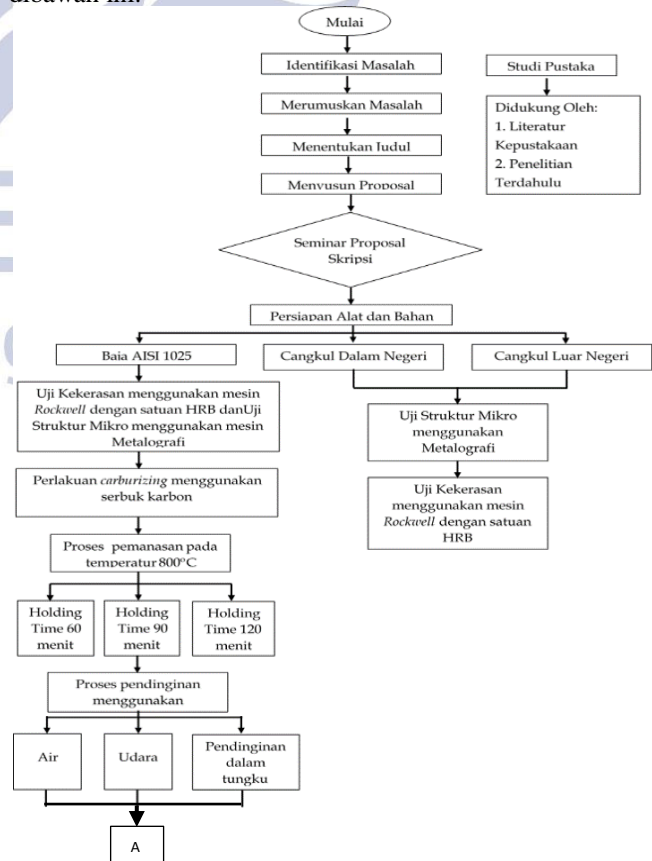 dibawah ini:
Mulai
Identifikasi Masalah
Merumuskan Masalah
Menentukan Judul
Menyusun Proposal
Studi Pustaka
Didukung Oleh:
1. Literatur
Kepustakaan
2. Penelitian
Terdahulu
Seminar Proposal
Skripsi
Persiapan Alat dan Bahan
Baja AISI 1025
Cangkul Dalam Negeri
Cangkul Luar Negeri
Uji Kekerasan menggunakan mesin
Rockwell dengan satuan HRB danUji
Struktur Mikro menggunakan mesin
Metalografi
Uji Struktur Mikro
menggunakan
Metalografi
Perlakuan carburizing menggunakan
serbuk karbon
Uji Kekerasan
menggunakan mesin
Rockwell dengan satuan
HRB
Proses pemanasan pada
temperatur 800°C
Holding
Time 60
menit
Holding
Time 90
menit
Holding
Time 120
menit
Proses pendinginan
menggunakan
Air
Udara
Pendinginan
dalam
tungku
A